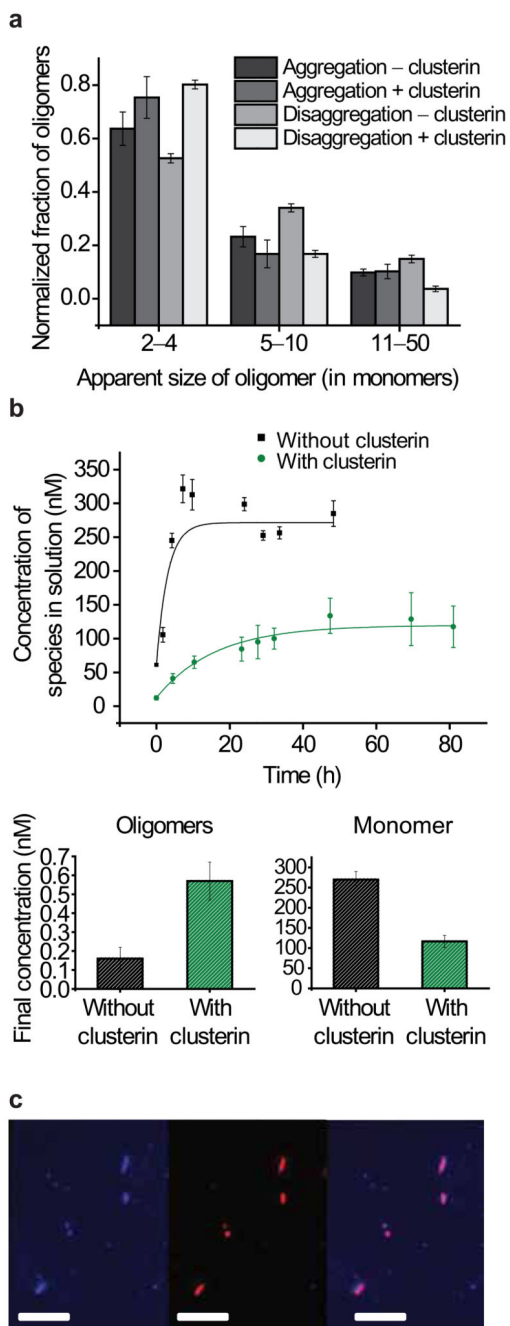 a
Normalized fraction of oligomers
0.8
0.6
0.4
0.2
0.0
Aggregation – clusterin
Aggregation + clusterin
Disaggregation – clusterin
Disaggregation + clusterin
2–4
5–10
11–50
Apparent size of oligomer (in monomers)
b
Without clusterin
With clusterin
Concentration of
species in solution (nM)
350
300
250
200
150
100
50
0
0
20
40
60
80
Time (h)
Oligomers
Final concentration (nM)
0.7
0.6
0.5
0.4
0.3
0.2
0.1
0.0
Without
clusterin
With
clusterin
Monomer
300
250
200
150
100
50
0
Without
clusterin
With
clusterin
c